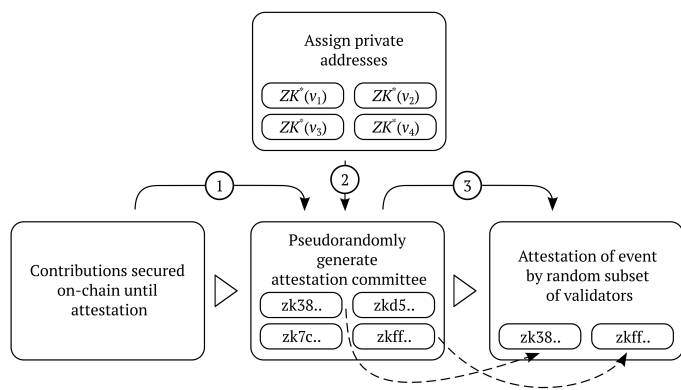 Assign private
addresses
ZK*(v₁) ZK*(v₂)
ZK*(v₃) ZK*(v₄)
1 2 3
Contributions secured
on-chain until
attestation
Pseudorandomly
generate
attestation committee
zk38.. zkd5..
zk7c.. zkff..
Attestation of event
by random subset
of validators
zk38.. zkff..